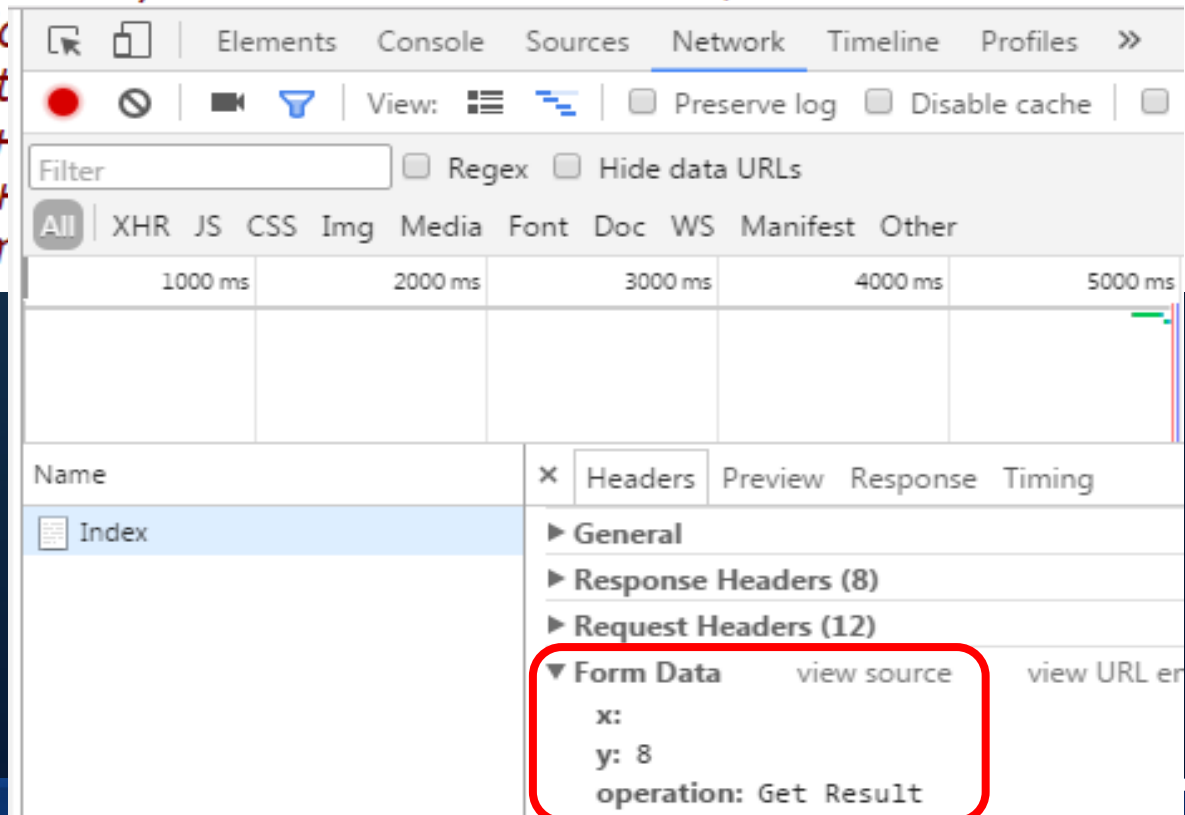 Elements Console Sources Network Timeline Profiles »
View: Preserve log Disable cache
Filter Regex Hide data URLs
All XHR JS CSS Img Media Font Doc WS Manifest Other
1000 ms 2000 ms 3000 ms 4000 ms 5000 ms
Name × Headers Preview Response Timing
Index
▶ General
▶ Response Headers (8)
▶ Request Headers (12)
▼ Form Data view source view URL
x:
y: 8
operation: Get Result